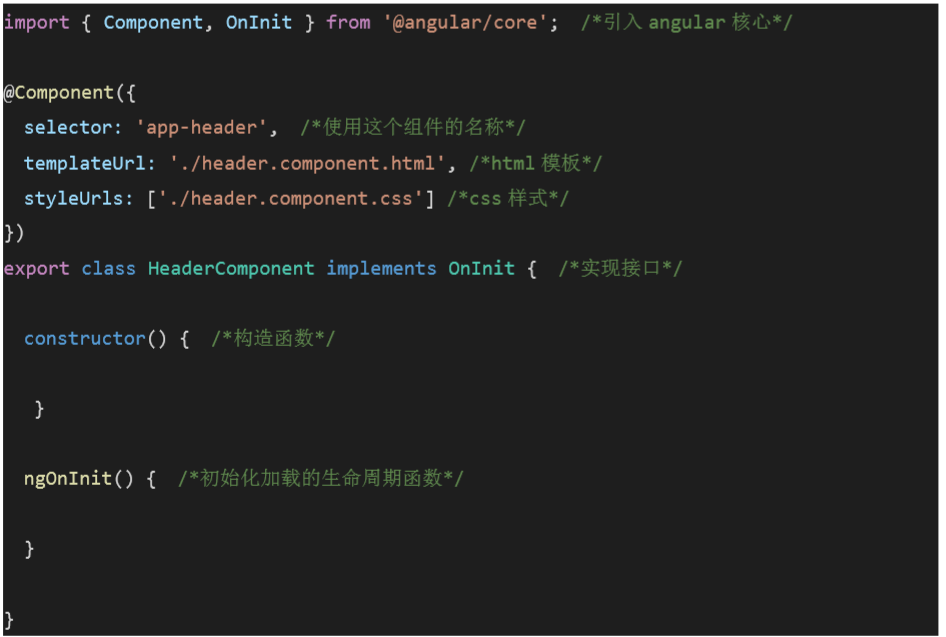 import { Component, OnInit } from '@angular/core';  /*引入 angular 核心*/
@Component({
  selector: 'app-header',  /*使用这个组件的名称*/
  templateUrl: './header.component.html', /*html 模板*/
  styleUrls: ['./header.component.css'] /*css 样式*/
})
export class HeaderComponent implements OnInit {  /*实现接口*/
  constructor() {  /*构造函数*/
   }
  ngOnInit() {  /*初始化加载的生命周期函数*/
  }
}